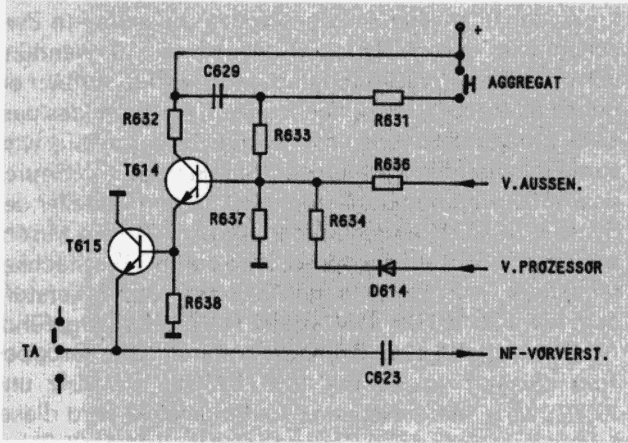 +
C629
AGGREGAT
R632
R631
R633
T614
R636
V.AUSSEN.
R637
R634
T615
V.PROZESSOR
D614
R638
TA
NF-VORVERST.
C623